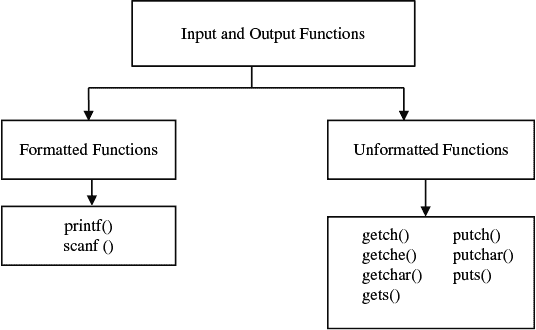 Input and Output Functions
Formatted Functions
Unformatted Functions
printf()
scanf ()
getch() putch()
getche() putchar()
getchar() puts()
gets()